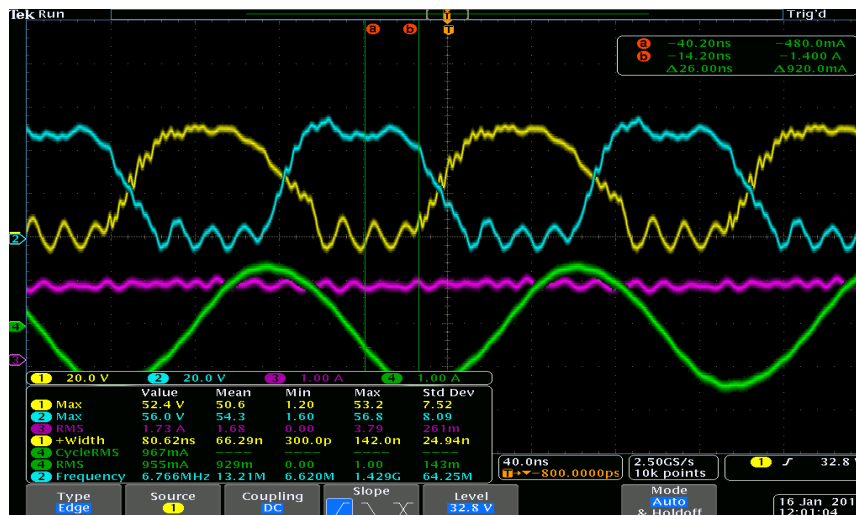 Tek Run
Trig'd
a b T
T
a −40.20ns −480.0mA
b −14.20ns −1.400 A
Δ26.00ns Δ920.0mA
2
4
3
1 20.0 V 2 20.0 V 3 1.00 A 4 1.00 A
Value Mean Min Max Std Dev
1 Max 52.4 V 50.6 1.20 53.2 7.52
2 Max 56.0 V 54.3 1.60 56.8 8.09
3 RMS 1.73 A 1.68 0.00 3.79 261m
1 +Width 80.62ns 66.29n 300.0p 142.0n 24.94n
4 CycleRMS 967mA −−−− −−−− −−−− −−−−
4 RMS 955mA 929m 0.00 1.00 143m
2 Frequency 6.766MHz 13.21M 6.620M 1.429G 64.25M
40.0ns
T→▼−800.0000ps
2.50GS/s
10k points
1 32.8 V
Type
Edge
Source
1
Coupling
DC
Slope
Level
32.8 V
Mode
Auto
& Holdoff
16 Jan 201
12:01:04